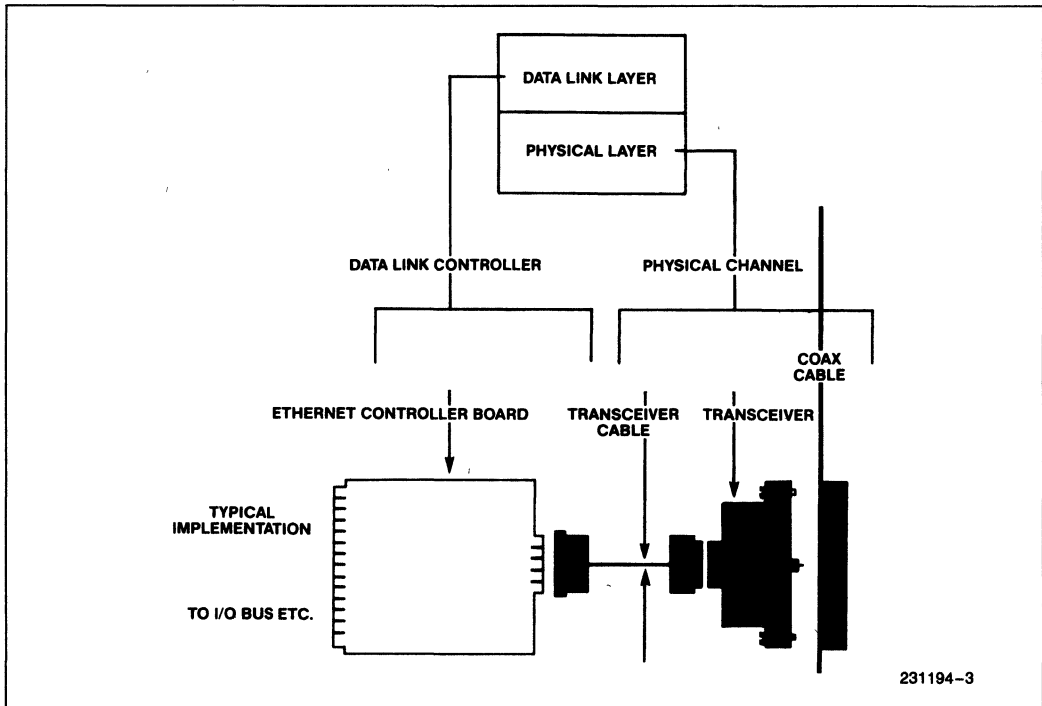 DATA LINK LAYER
PHYSICAL LAYER
DATA LINK CONTROLLER
PHYSICAL CHANNEL
COAX
CABLE
ETHERNET CONTROLLER BOARD
TRANSCEIVER
CABLE
TRANSCEIVER
TYPICAL
IMPLEMENTATION
TO I/O BUS ETC.
231194-3